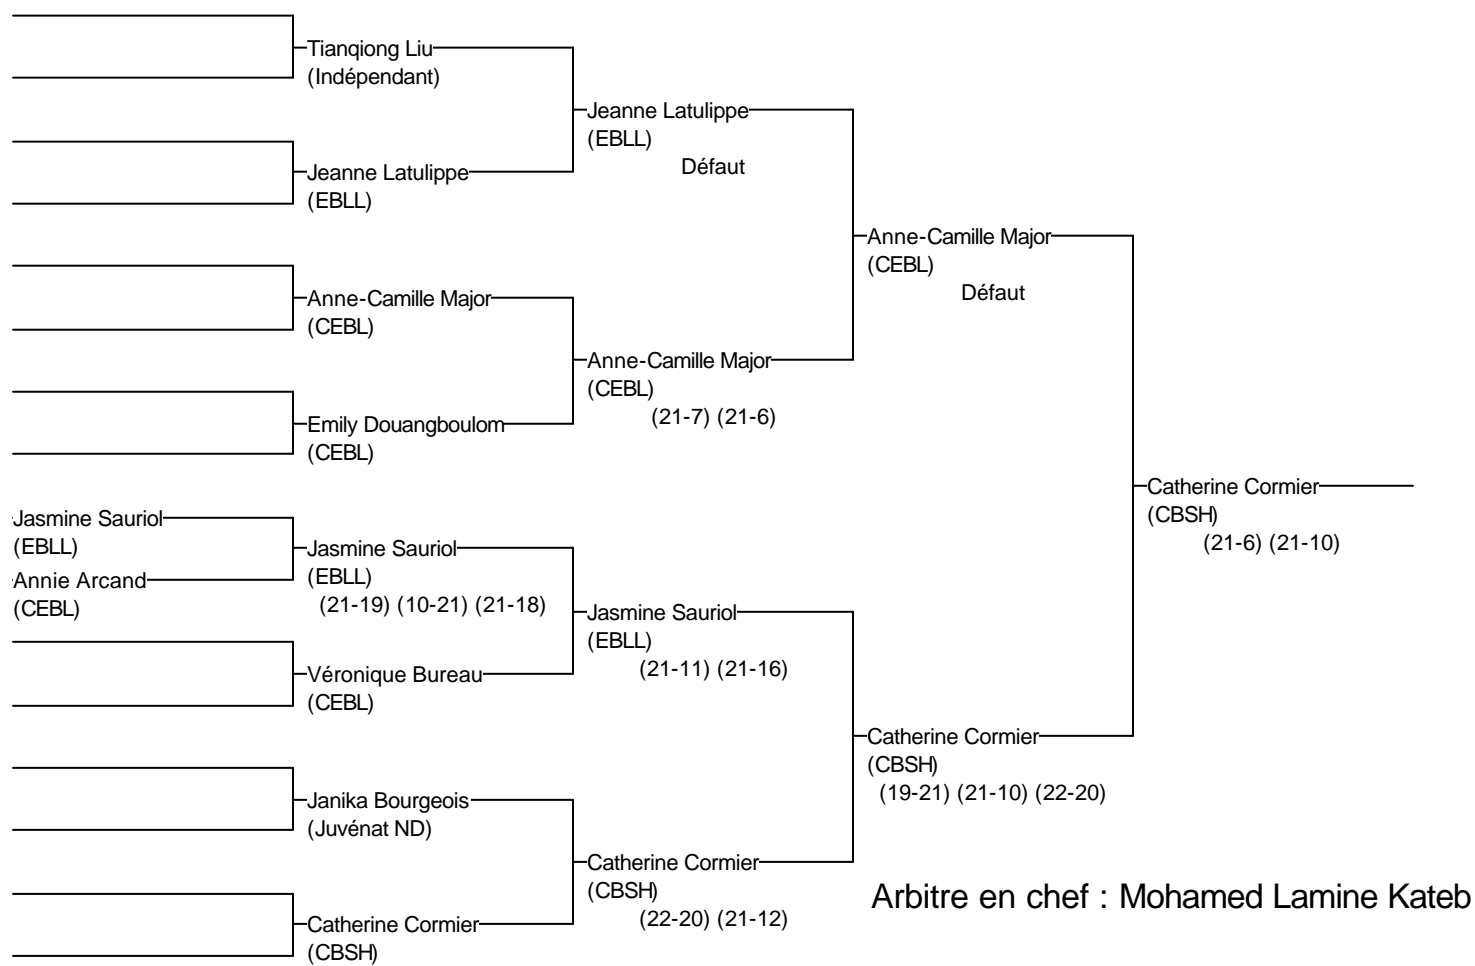 Tianqiong Liu
(Indépendant)
Jeanne Latulippe
(EBLL)
Défaut
Jeanne Latulippe
(EBLL)
Anne-Camille Major
(CEBL)
Défaut
Anne-Camille Major
(CEBL)
Anne-Camille Major
(CEBL)
(21-7) (21-6)
Emily Douangboulom
(CEBL)
Catherine Cormier
(CBSH)
(21-6) (21-10)
Jasmine Sauriol
(EBLL)
Annie Arcand
(CEBL)
Jasmine Sauriol
(EBLL)
(21-19) (10-21) (21-18)
Jasmine Sauriol
(EBLL)
(21-11) (21-16)
Véronique Bureau
(CEBL)
Catherine Cormier
(CBSH)
(19-21) (21-10) (22-20)
Janika Bourgeois
(Juvénat ND)
Catherine Cormier
(CBSH)
(22-20) (21-12)
Catherine Cormier
(CBSH)
Arbitre en chef : Mohamed Lamine Kateb